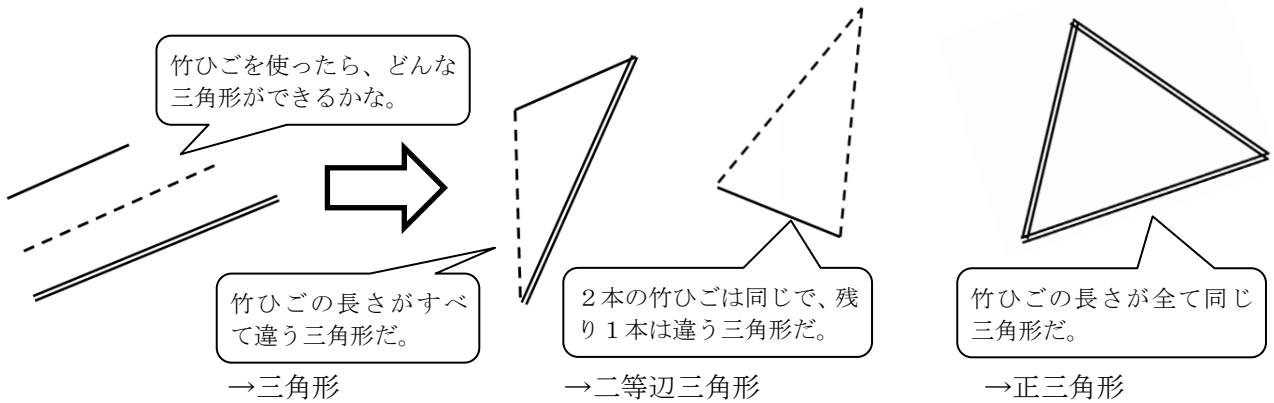 竹ひごを使ったら、どんな
三角形ができるかな。
竹ひごの長さがすべ
て違う三角形だ。
→三角形
２本の竹ひごは同じで、残
り１本は違う三角形だ。
→二等辺三角形
竹ひごの長さが全て同じ
三角形だ。
→正三角形